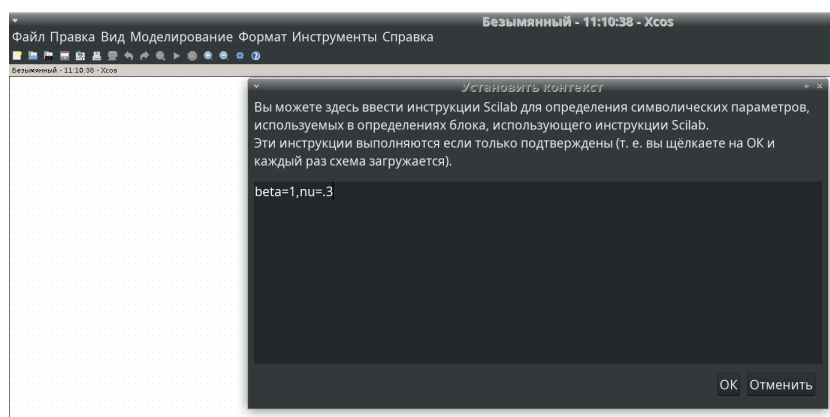 Безымянный - 11:10:38 - Xcos
Файл Правка Вид Моделирование Формат Инструменты Справка
Безымянный - 11:10:38 - Xcos
Установить контекст
Вы можете здесь ввести инструкции Scilab для определения символических параметров,
используемых в определениях блока, использующего инструкции Scilab.
Эти инструкции выполняются если только подтверждены (т. е. вы щёлкаете на ОК и
каждый раз схема загружается).
beta=1,nu=.3
ОК Отменить